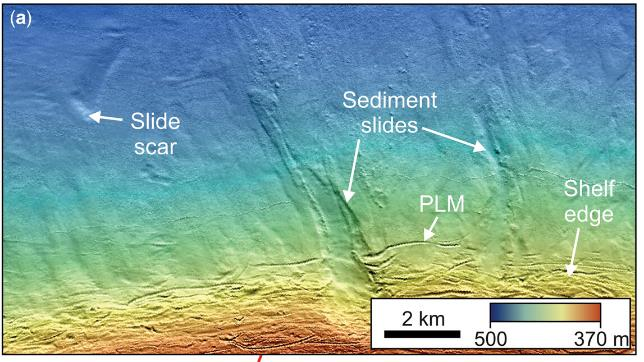 (a)
Slide
scar
Sediment
slides
PLM
Shelf
edge
2 km
500 370 m